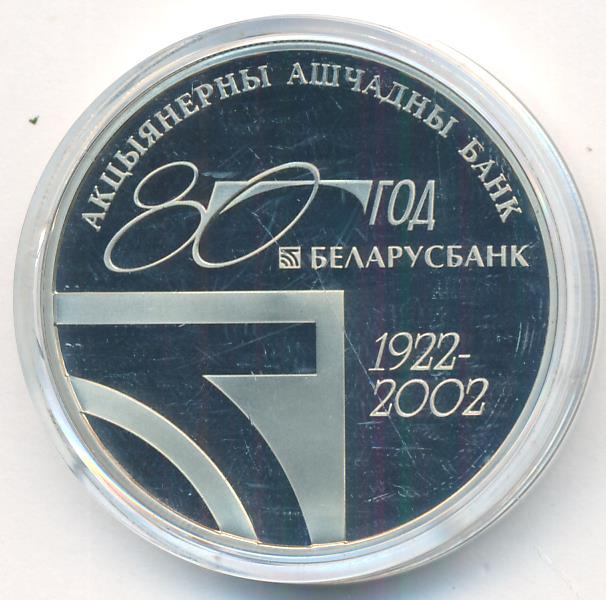 АКЦЫЯНЕРНЫ АШЧАДНЫ БАНК
80 ГОД
БЕЛАРУСБАНК
1922-
2002